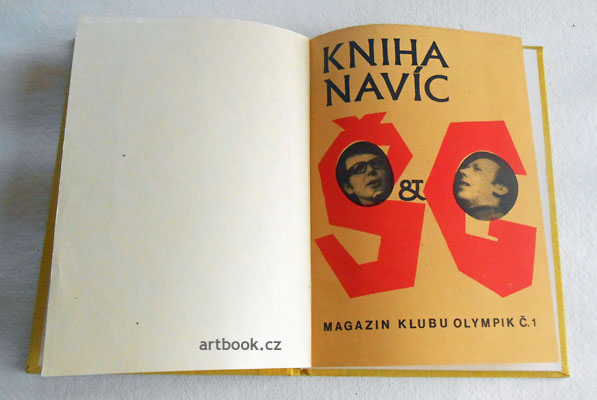 KNIHA
NAVÍC
Š & G
MAGAZIN KLUBU OLYMPIK Č.1
artbook.cz